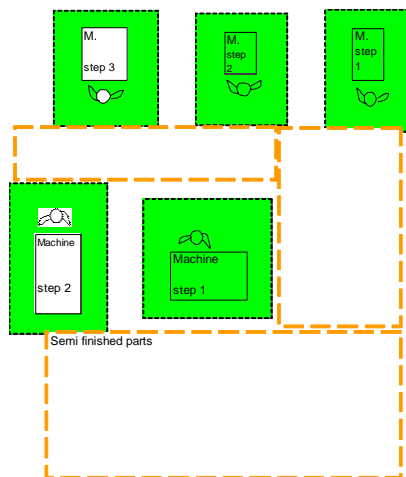 M.
step 3
M.
step
2
M.
step
1
Machine
step 2
Machine
step 1
Semi finished parts